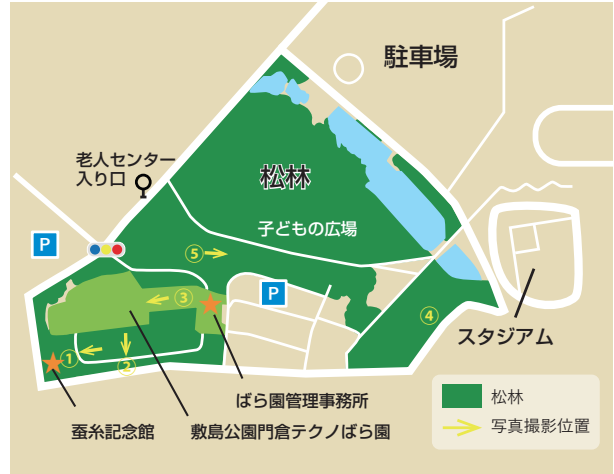 駐車場
老人センター
入り口
松林
子どもの広場
P
⑤
③
P
④
①
②
スタジアム
ばら園管理事務所
蚕糸記念館
敷島公園門倉テクノばら園
松林
写真撮影位置